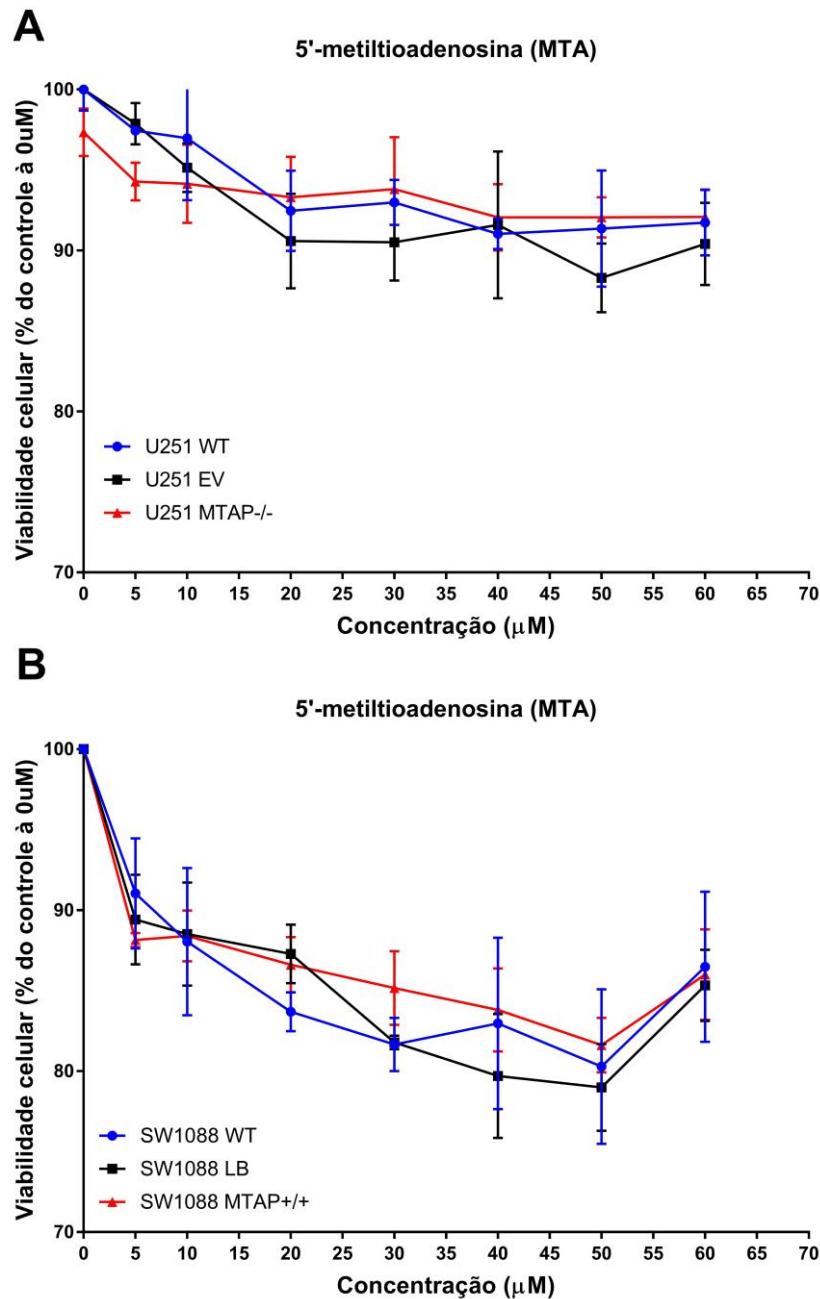 A
5'-metiltioadenosina (MTA)
Viabilidade celular (% do controle à 0uM)
100
90
80
70
U251 WT
U251 EV
U251 MTAP-/-
0 5 10 15 20 25 30 35 40 45 50 55 60 65 70
Concentração (μM)
B
5'-metiltioadenosina (MTA)
Viabilidade celular (% do controle à 0uM)
100
90
80
70
SW1088 WT
SW1088 LB
SW1088 MTAP+/+
0 5 10 15 20 25 30 35 40 45 50 55 60 65 70
Concentração (μM)